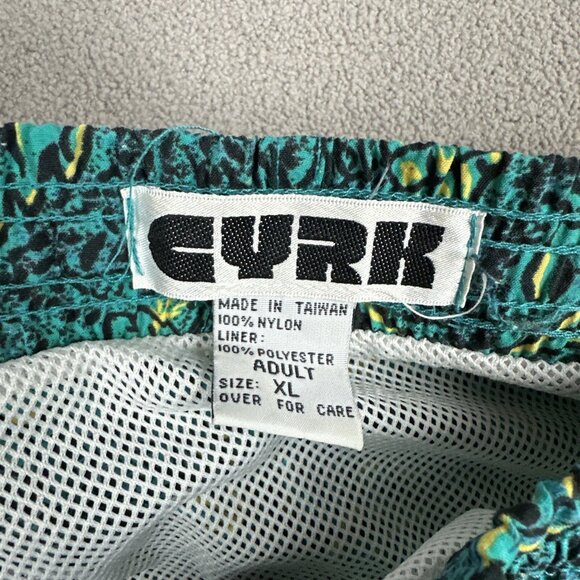 CYRK
MADE IN TAIWAN
100% NYLON
LINER:
100% POLYESTER
ADULT
SIZE: XL
OVER FOR CARE